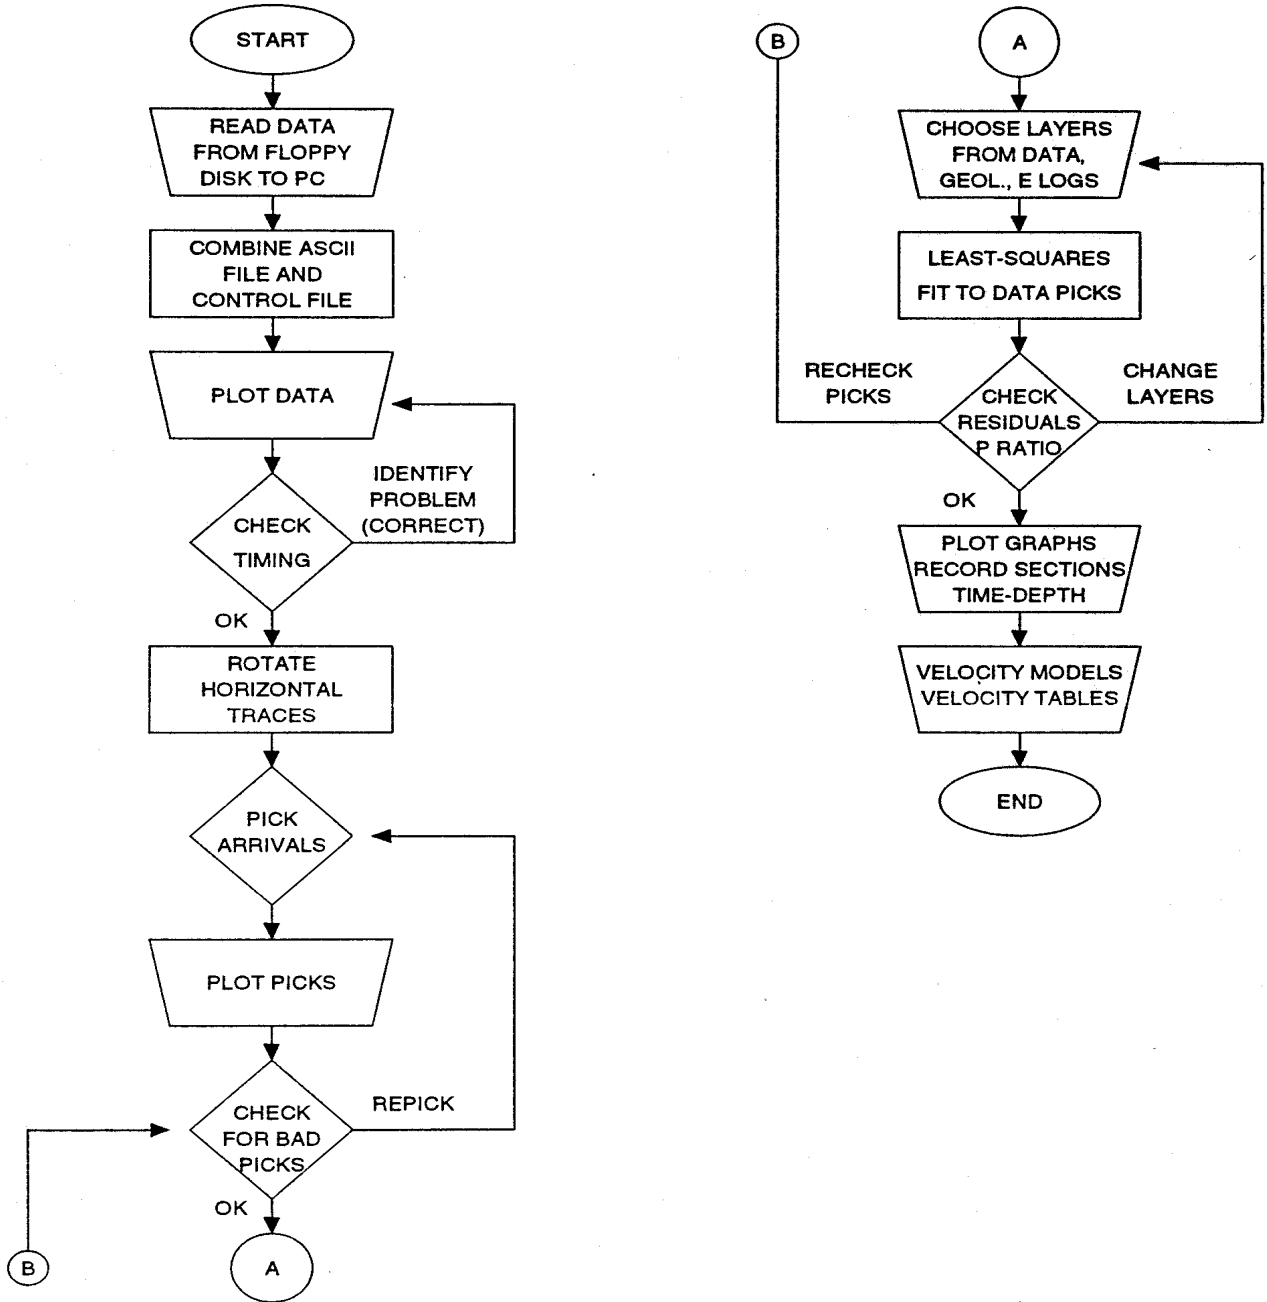 START
READ DATA
FROM FLOPPY
DISK TO PC
COMBINE ASCII
FILE AND
CONTROL FILE
PLOT DATA
IDENTIFY
PROBLEM
(CORRECT)
CHECK
TIMING
OK
ROTATE
HORIZONTAL
TRACES
PICK
ARRIVALS
PLOT PICKS
REPICK
CHECK
FOR BAD
PICKS
OK
B
A
B
A
CHOOSE LAYERS
FROM DATA,
GEOL., E LOGS
LEAST-SQUARES
FIT TO DATA PICKS
RECHECK
PICKS
CHANGE
LAYERS
CHECK
RESIDUALS
P RATIO
OK
PLOT GRAPHS
RECORD SECTIONS
TIME-DEPTH
VELOCITY MODELS
VELOCITY TABLES
END